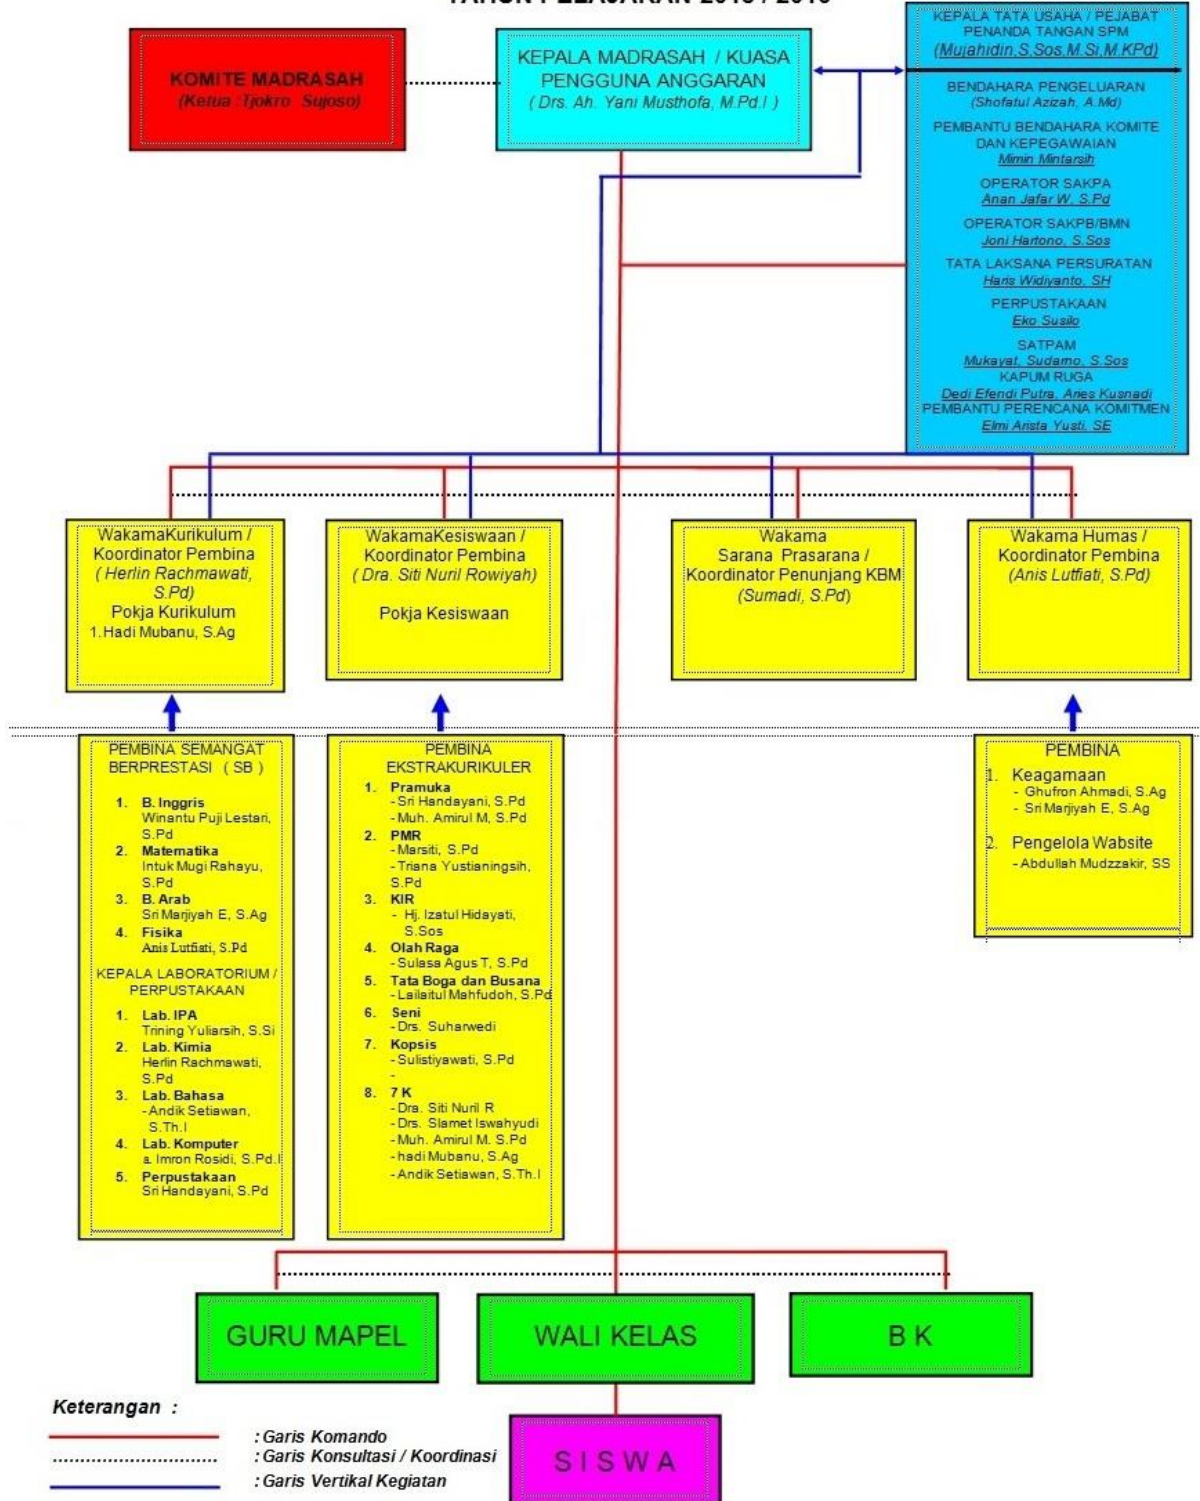 KOMITE MADRASAH
(Ketua :Tjokro Sujoso)
KEPALA MADRASAH / KUASA
PENGGUNA ANGGARAN
( Drs. Ah. Yani Musthofa, M.Pd.I )
KEPALA TATA USAHA / PEJABAT
PENANDA TANGAN SPM
(Mujahidin,S.Sos,M.Si,M.KPd)
BENDAHARA PENGELUARAN
(Shofatul Azizah, A.Md)
PEMBANTU BENDAHARA KOMITE
DAN KEPEGAWAIAN
Mimin Mintarsih
OPERATOR SAKPA
Anan Jafar W, S.Pd
OPERATOR SAKPB/BMN
Joni Hartono, S.Sos
TATA LAKSANA PERSURATAN
Haris Widiyanto, SH
PERPUSTAKAAN
Eko Susilo
SATPAM
Mukayat, Sudarno, S.Sos
KAPUM RUGA
Dedi Efendi Putra, Aries Kusnadi
PEMBANTU PERENCANA KOMITMEN
Elmi Arista Yusti, SE
WakamaKurikulum /
Koordinator Pembina
( Herlin Rachmawati,
S.Pd)
Pokja Kurikulum
1.Hadi Mubanu, S.Ag
WakamaKesiswaan /
Koordinator Pembina
( Dra. Siti Nuril Rowiyah)
Pokja Kesiswaan
Wakama
Sarana Prasarana /
Koordinator Penunjang KBM
(Sumadi, S.Pd)
Wakama Humas /
Koordinator Pembina
(Anis Lutfiati, S.Pd)
PEMBINA SEMANGAT
BERPRESTASI ( SB )
1. B. Inggris
Winantu Puji Lestari,
S.Pd
2. Matematika
Intuk Mugi Rahayu,
S.Pd
3. B. Arab
Sri Marjiyah E, S.Ag
4. Fisika
Anis Lutfiati, S.Pd
KEPALA LABORATORIUM /
PERPUSTAKAAN
1. Lab. IPA
Trining Yuliarsih, S.Si
2. Lab. Kimia
Herlin Rachmawati,
S.Pd
3. Lab. Bahasa
- Andik Setiawan,
S.Th.I
4. Lab. Komputer
a. Imron Rosidi, S.Pd.I
5. Perpustakaan
Sri Handayani, S.Pd
PEMBINA
EKSTRAKURIKULER
1. Pramuka
- Sri Handayani, S.Pd
- Muh. Amirul M, S.Pd
2. PMR
- Marsiti, S.Pd
- Triana Yustianingsih,
S.Pd
3. KIR
- Hj. Izatul Hidayati,
S.Sos
4. Olah Raga
- Sulasa Agus T, S.Pd
5. Tata Boga dan Busana
- Lailaitul Mahfudoh, S.Pd
6. Seni
- Drs. Suharwedi
7. Kopsis
- Sulistiyawati, S.Pd
-
8. 7 K
- Dra. Siti Nuril R
- Drs. Slamet Iswahyudi
- Muh. Amirul M. S.Pd
- hadi Mubanu, S.Ag
- Andik Setiawan, S.Th.I
PEMBINA
1. Keagamaan
- Ghufron Ahmadi, S.Ag
- Sri Marjiyah E, S.Ag
2. Pengelola Wabsite
- Abdullah Mudzzakir, SS
GURU MAPEL
WALI KELAS
B K
S I S W A
Keterangan :
: Garis Komando
: Garis Konsultasi / Koordinasi
: Garis Vertikal Kegiatan